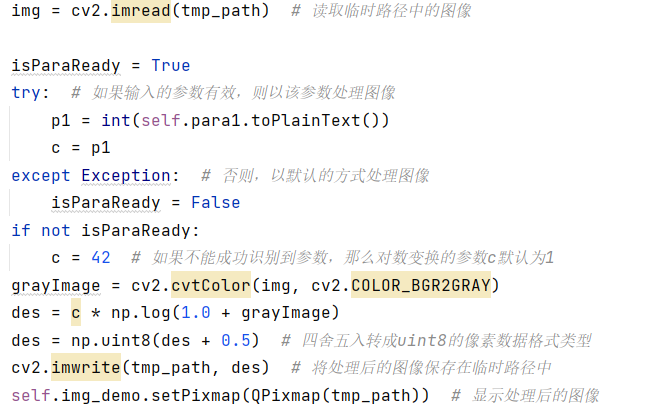 img = cv2.imread(tmp_path)  # 读取临时路径中的图像
isParaReady = True
try:  # 如果输入的参数有效，则以该参数处理图像
    p1 = int(self.para1.toPlainText())
    c = p1
except Exception:  # 否则，以默认的方式处理图像
    isParaReady = False
if not isParaReady:
    c = 42  # 如果不能成功识别到参数，那么对数变换的参数c默认为1
grayImage = cv2.cvtColor(img, cv2.COLOR_BGR2GRAY)
des = c * np.log(1.0 + grayImage)
des = np.uint8(des + 0.5)  # 四舍五入转成uint8的像素数据格式类型
cv2.imwrite(tmp_path, des)  # 将处理后的图像保存在临时路径中
self.img_demo.setPixmap(QPixmap(tmp_path))  # 显示处理后的图像